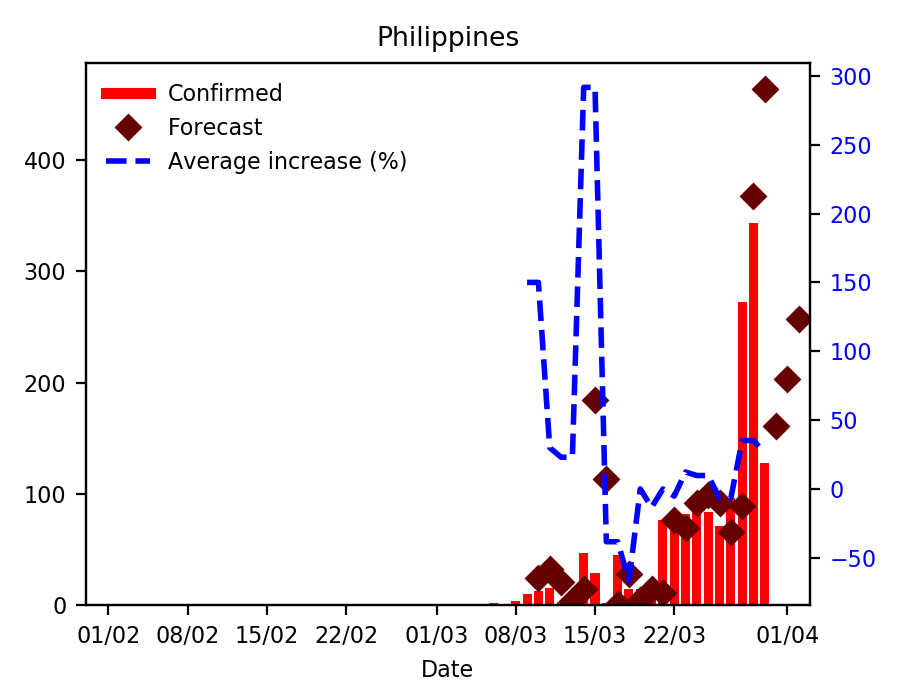 Philippines
Confirmed
Forecast
Average increase (%)
400
300
200
100
0
300
250
200
150
100
50
0
−50
01/02 08/02 15/02 22/02 01/03 08/03 15/03 22/03 01/04
Date